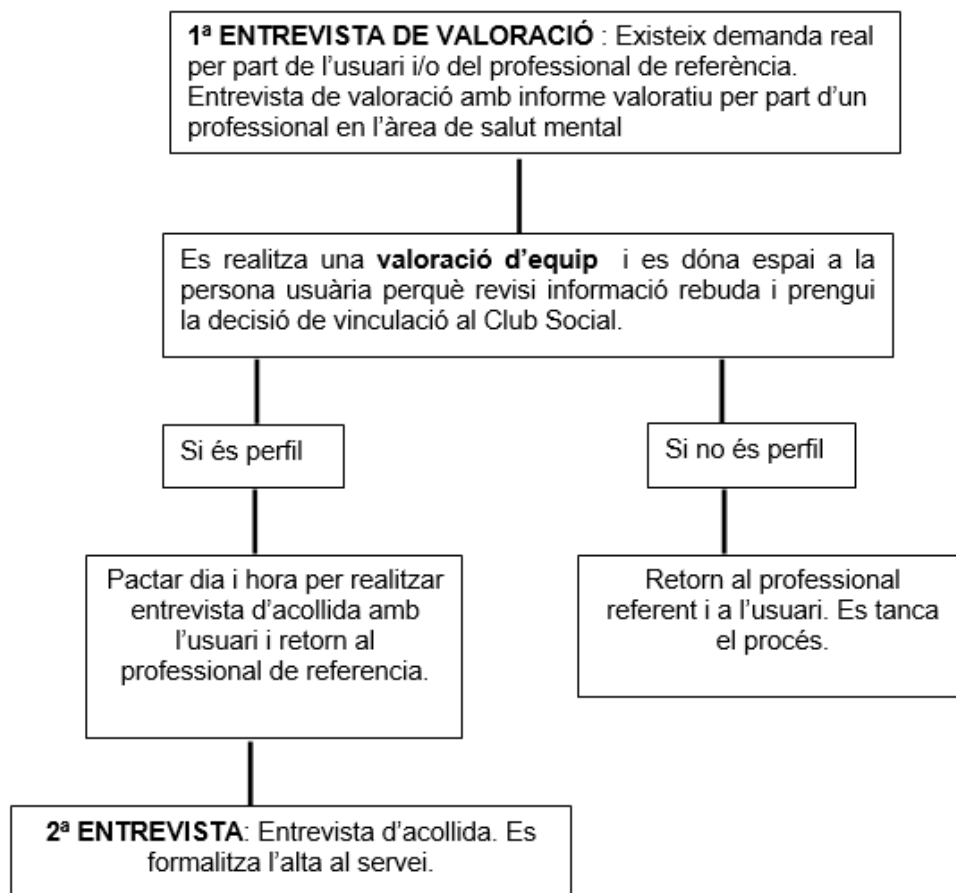 1ª ENTREVISTA DE VALORACIÓ : Existeix demanda real
per part de l’usuari i/o del professional de referència.
Entrevista de valoració amb informe valoratiu per part d’un
professional en l’àrea de salut mental
Es realitza una valoració d’equip i es dóna espai a la
persona usuària perquè revisi informació rebuda i prengui
la decisió de vinculació al Club Social.
Si és perfil
Si no és perfil
Pactar dia i hora per realitzar
entrevista d’acollida amb
l’usuari i retorn al
professional de referencia.
Retorn al professional
referent i a l’usuari. Es tanca
el procés.
2ª ENTREVISTA: Entrevista d’acollida. Es
formalitza l’alta al servei.